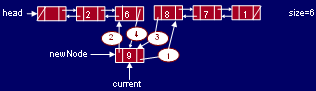 head 2 6 8 7 1 size=6
2 4 3 1
newNode 9
current